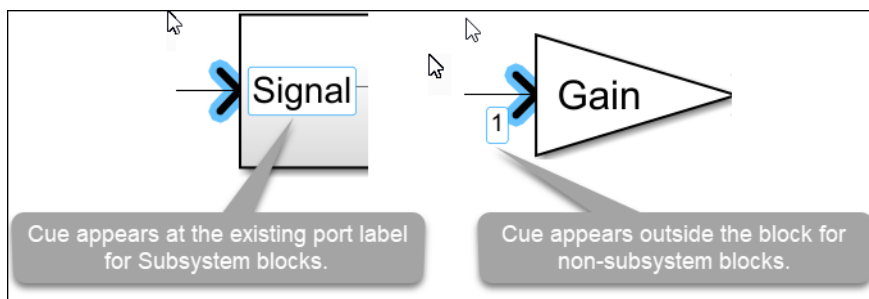 Signal
Gain
1
Cue appears at the existing port label
for Subsystem blocks.
Cue appears outside the block for
non-subsystem blocks.